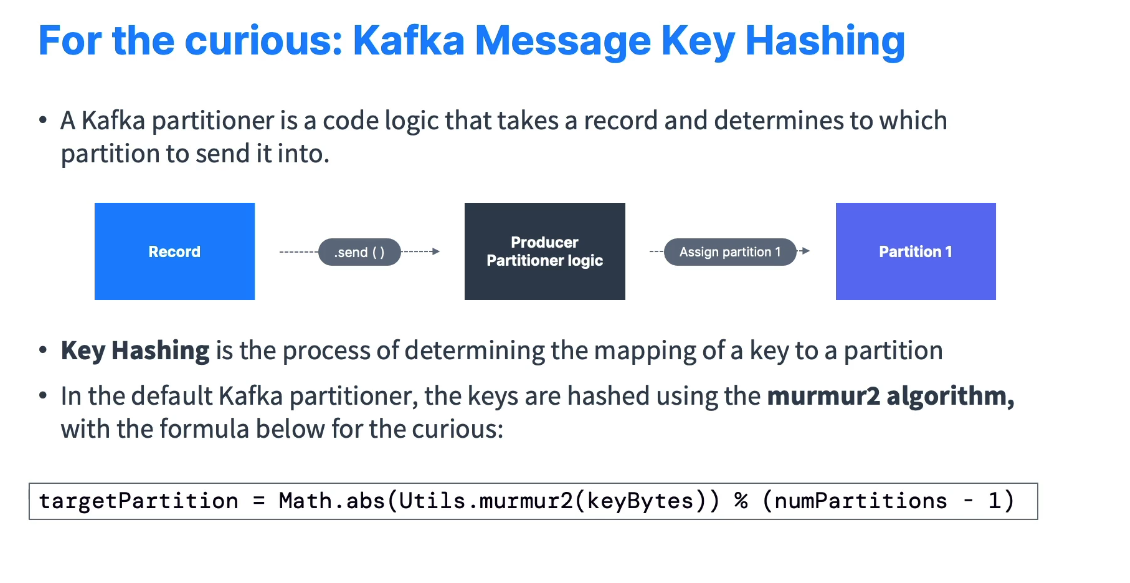 For the curious: Kafka Message Key Hashing
• A Kafka partitioner is a code logic that takes a record and determines to which
partition to send it into.
Record
.send ( )
Producer
Partitioner logic
Assign partition 1
Partition 1
• Key Hashing is the process of determining the mapping of a key to a partition
• In the default Kafka partitioner, the keys are hashed using the murmur2 algorithm,
with the formula below for the curious:
targetPartition = Math.abs(Utils.murmur2(keyBytes)) % (numPartitions - 1)